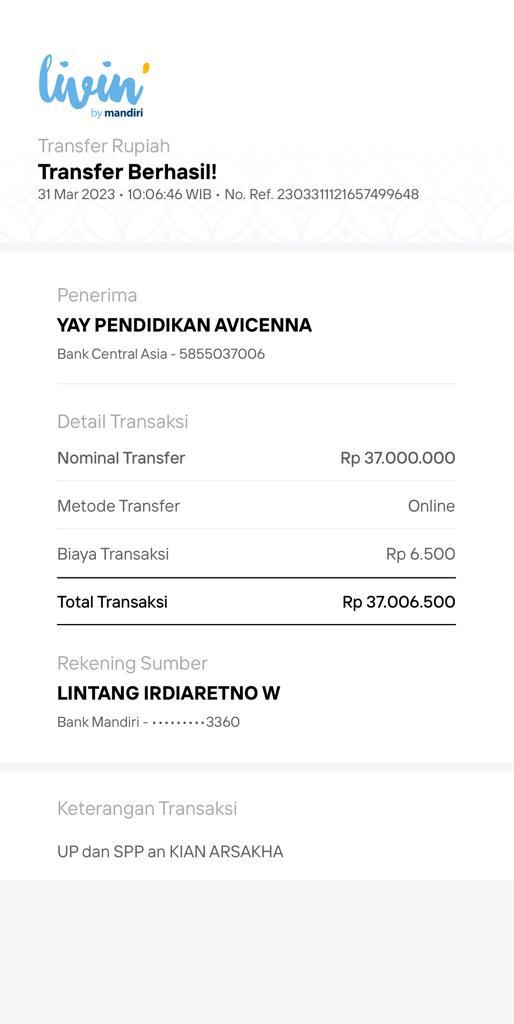 livin'
by mandiri
Transfer Rupiah
Transfer Berhasil!
31 Mar 2023 • 10:06:46 WIB • No. Ref. 2303311121657499648
Penerima
YAY PENDIDIKAN AVICENNA
Bank Central Asia - 5855037006
Detail Transaksi
Nominal Transfer Rp 37.000.000
Metode Transfer Online
Biaya Transaksi Rp 6.500
Total Transaksi Rp 37.006.500
Rekening Sumber
LINTANG IRDIARETNO W
Bank Mandiri - •••••••••3360
Keterangan Transaksi
UP dan SPP an KIAN ARSAKHA